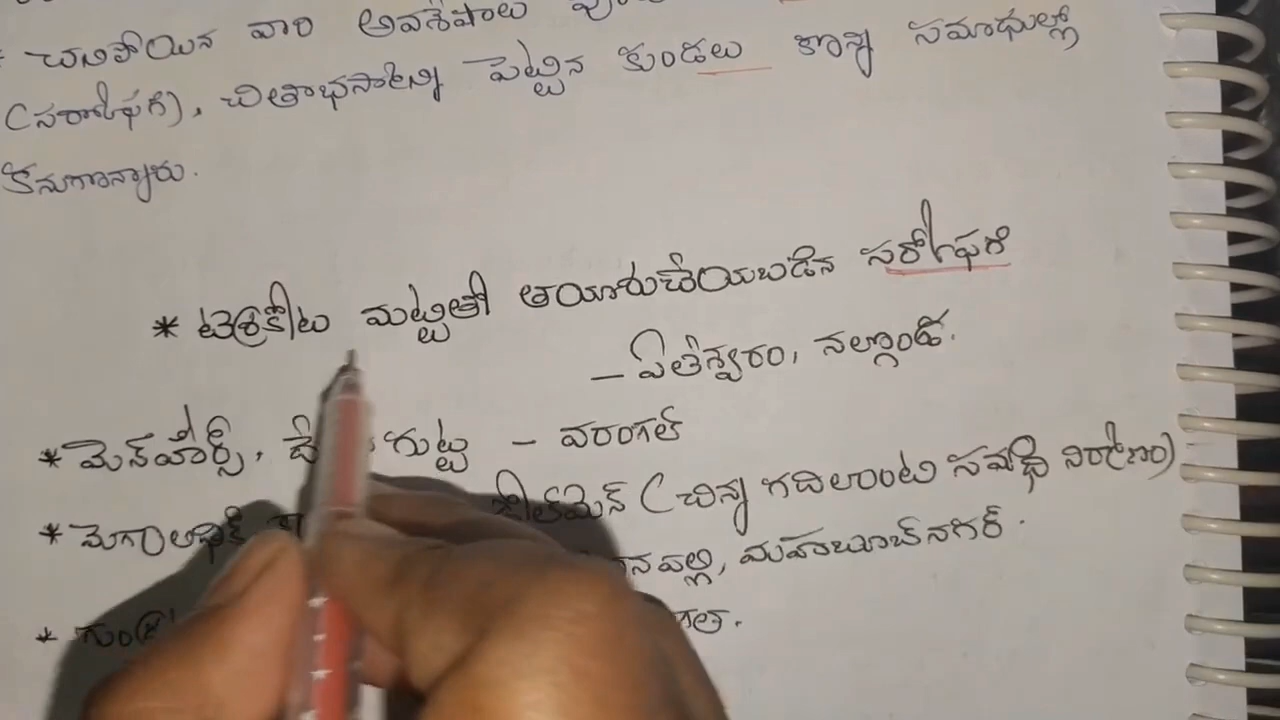 * చనిపోయిన వారి అవశేషాలు
(సరోఫగి), చితాభస్మాన్ని పెట్టిన కుండలు కొన్ని సమాధుల్లో
కనుగొన్నారు.
* టెర్రకోట మట్టితో తయారుచేయబడిన సరోఫగి
– ఏలేశ్వరం, నల్గొండ.
* మెన్‌హీర్స్, గుట్ట – వరంగల్
* మెగాలిథిక్ (చిన్న గదిలాంటి సమాధి నిర్మాణం)
మహబూబ్‌నగర్.
*